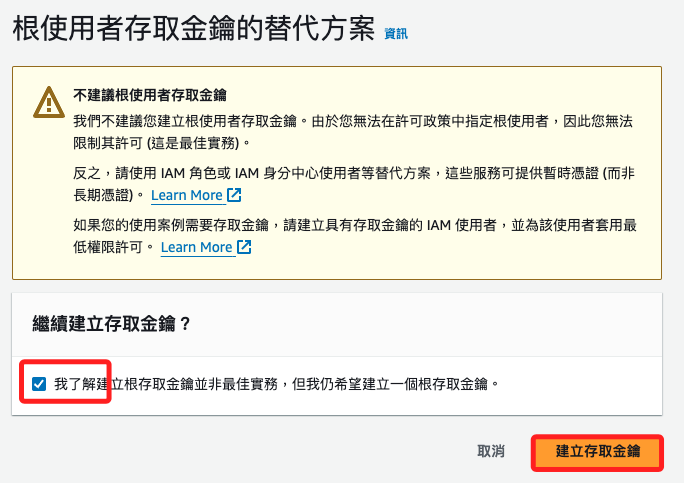 根使用者存取金鑰的替代方案 資訊
不建議根使用者存取金鑰
我們不建議您建立根使用者存取金鑰。由於您無法在許可政策中指定根使用者，因此您無法
限制其許可 (這是最佳實務)。
反之，請使用 IAM 角色或 IAM 身分中心使用者等替代方案，這些服務可提供暫時憑證 (而非
長期憑證)。 Learn More
如果您的使用案例需要存取金鑰，請建立具有存取金鑰的 IAM 使用者，並為該使用者套用最
低權限許可。 Learn More
繼續建立存取金鑰？
我了解建立根存取金鑰並非最佳實務，但我仍希望建立一個根存取金鑰。
取消 建立存取金鑰